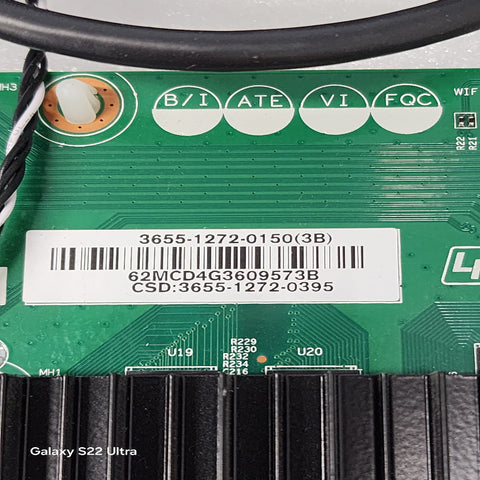 MH3
B/I ATE VI FQC
WIF
R22 R21
3655-1272-0150(3B)
62MCD4G3609573B
CSD:3655-1272-0395
R229
R230
R232
R234
C216
U19
U20
MH1
Galaxy S22 Ultra